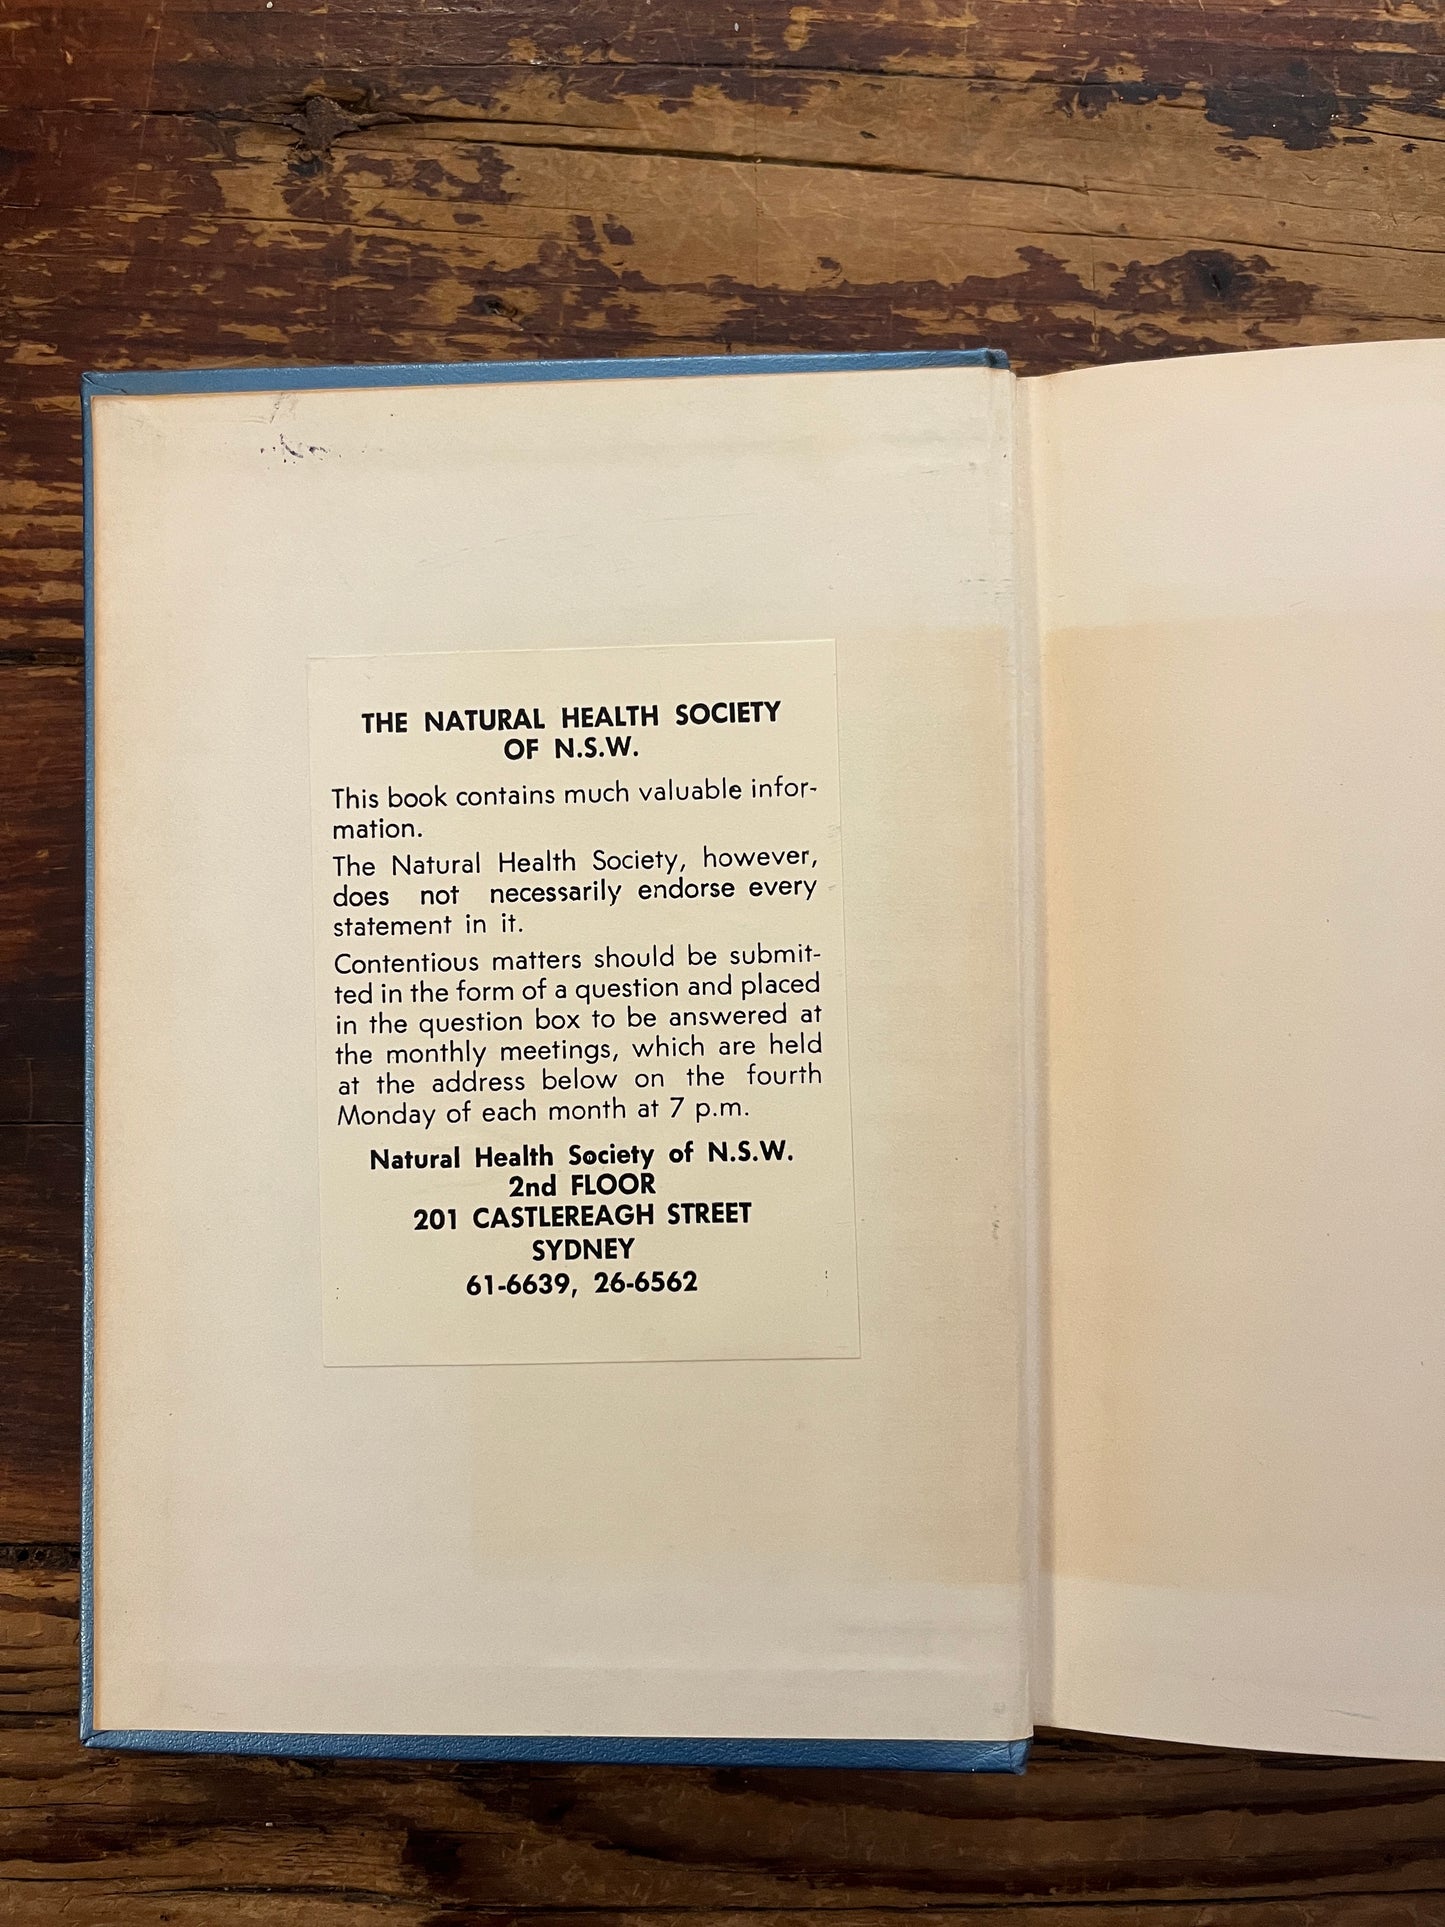 THE NATURAL HEALTH SOCIETY
OF N.S.W.
This book contains much valuable infor-
mation.
The Natural Health Society, however,
does not necessarily endorse every
statement in it.
Contentious matters should be submit-
ted in the form of a question and placed
in the question box to be answered at
the monthly meetings, which are held
at the address below on the fourth
Monday of each month at 7 p.m.
Natural Health Society of N.S.W.
2nd FLOOR
201 CASTLEREAGH STREET
SYDNEY
61-6639, 26-6562